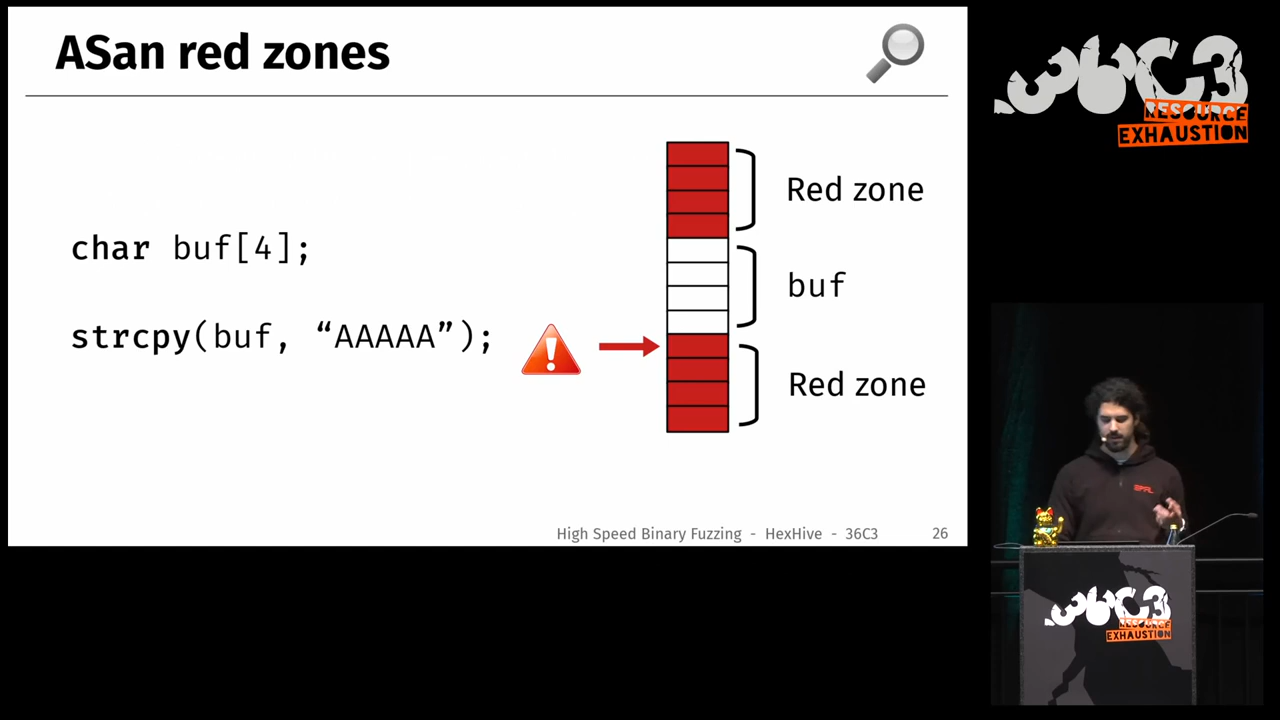 ASan red zones
char buf[4];
strcpy(buf, “AAAAA”);
Red zone
buf
Red zone
High Speed Binary Fuzzing - HexHive - 36C3
26
36C3
RESOURCE
EXHAUSTION
EPFL
36C3
RESOURCE
EXHAUSTION